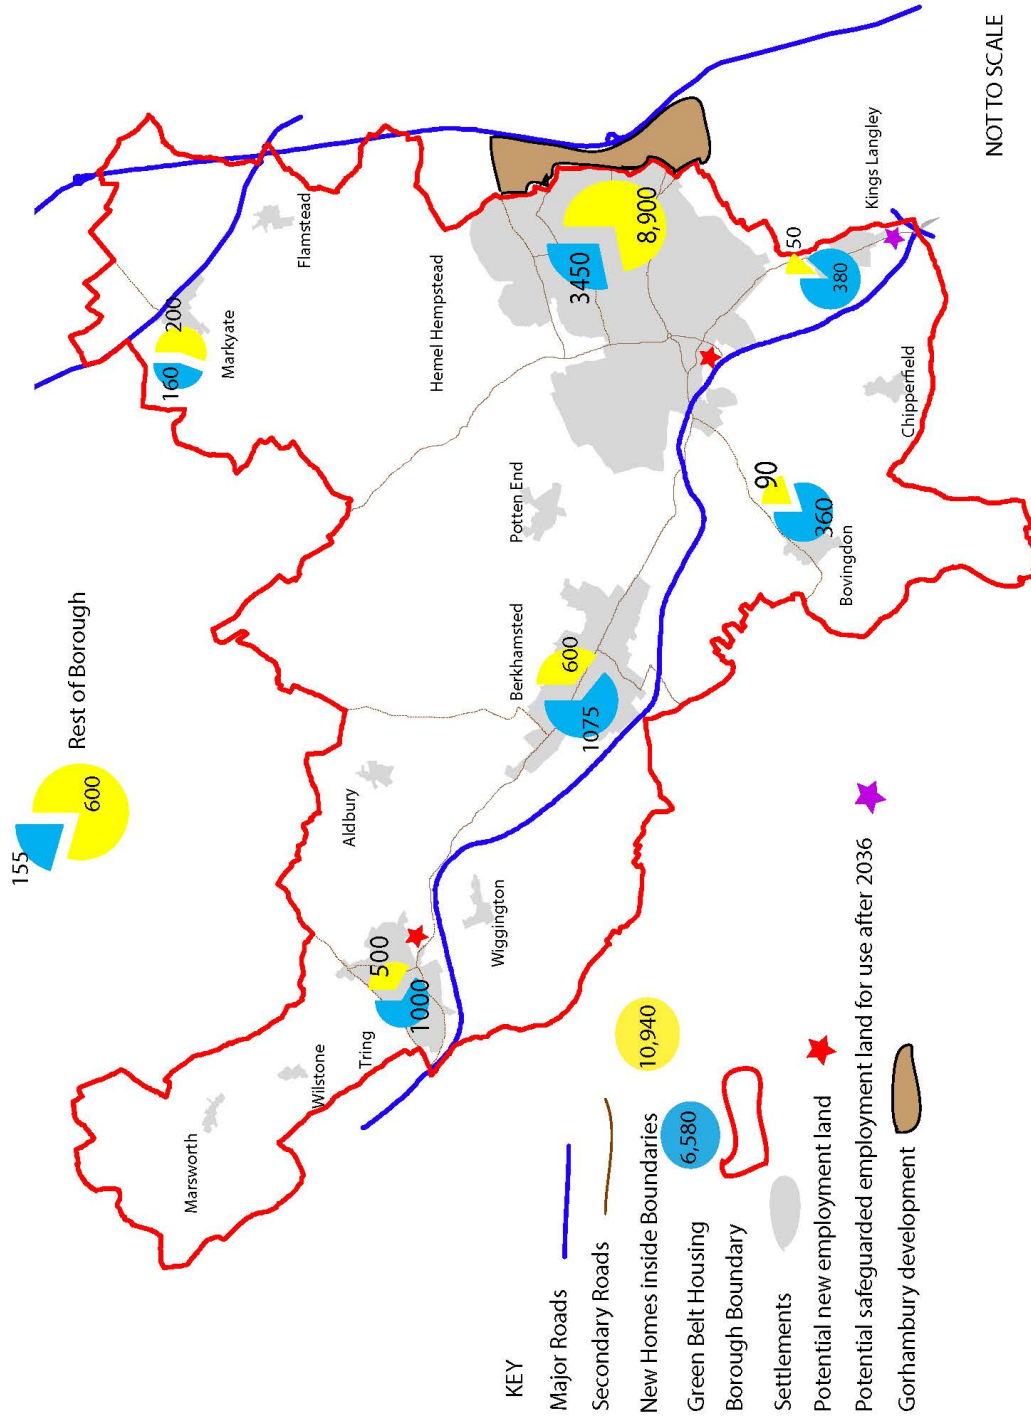 Rest of Borough
155
600
Marsworth
Wilstone
Tring
500
1000
Aldbury
Wiggington
Berkhamsted
600
1075
Potten End
Hemel Hempstead
3450
8,900
Markyate
160
200
Flamstead
Bovingdon
90
360
Chipperfield
50
380
Kings Langley
KEY
Major Roads
Secondary Roads
New Homes inside Boundaries 10,940
Green Belt Housing 6,580
Borough Boundary
Settlements
Potential new employment land
Potential safeguarded employment land for use after 2036
Gorhambury development
NOT TO SCALE